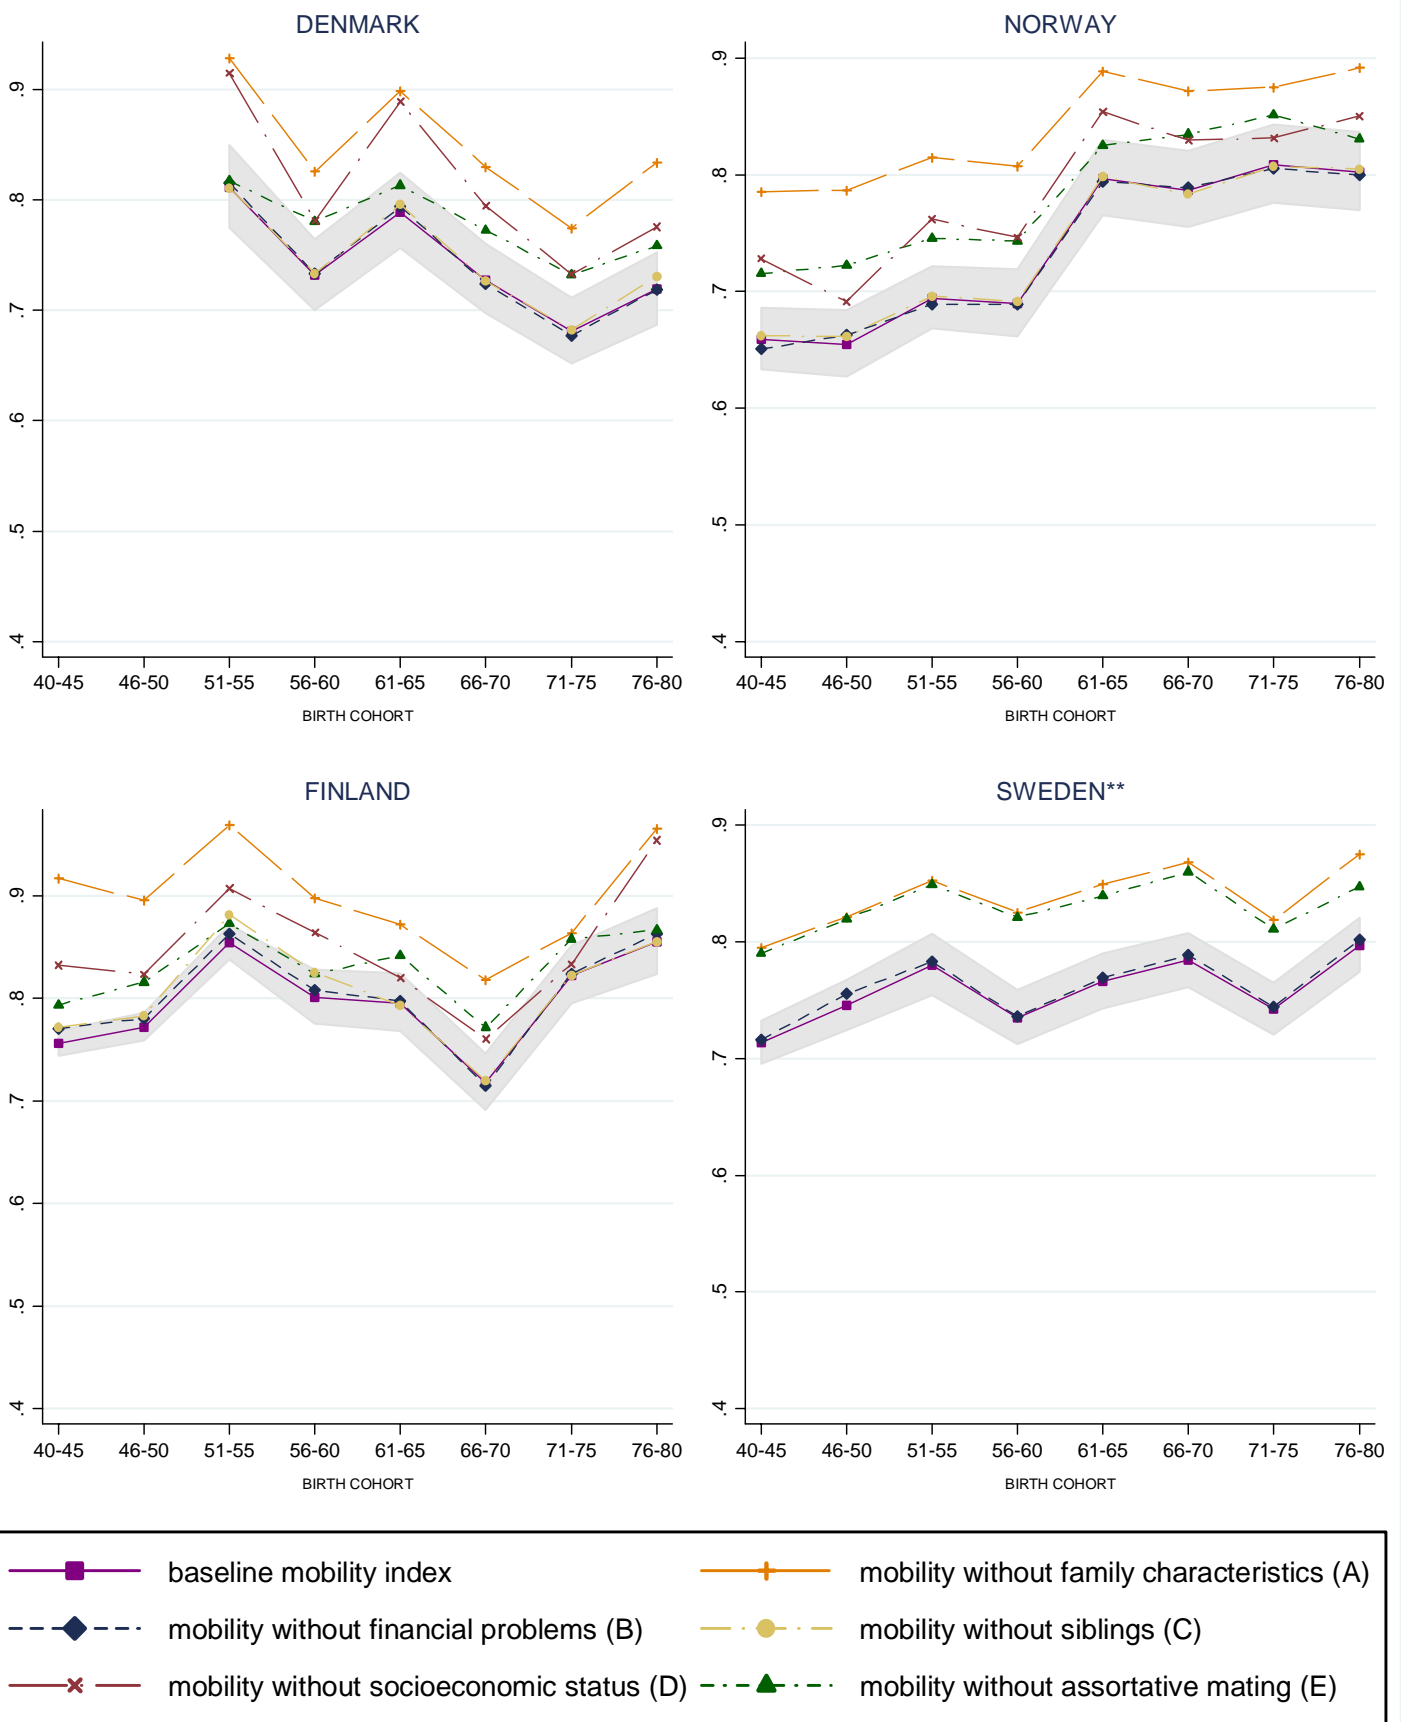 DENMARK
.9
.8
.7
.6
.5
.4
40-45 46-50 51-55 56-60 61-65 66-70 71-75 76-80
BIRTH COHORT
NORWAY
.9
.8
.7
.6
.5
.4
40-45 46-50 51-55 56-60 61-65 66-70 71-75 76-80
BIRTH COHORT
FINLAND
.9
.8
.7
.6
.5
.4
40-45 46-50 51-55 56-60 61-65 66-70 71-75 76-80
BIRTH COHORT
SWEDEN**
.9
.8
.7
.6
.5
.4
40-45 46-50 51-55 56-60 61-65 66-70 71-75 76-80
BIRTH COHORT
baseline mobility index
mobility without family characteristics (A)
mobility without financial problems (B)
mobility without siblings (C)
mobility without socioeconomic status (D)
mobility without assortative mating (E)